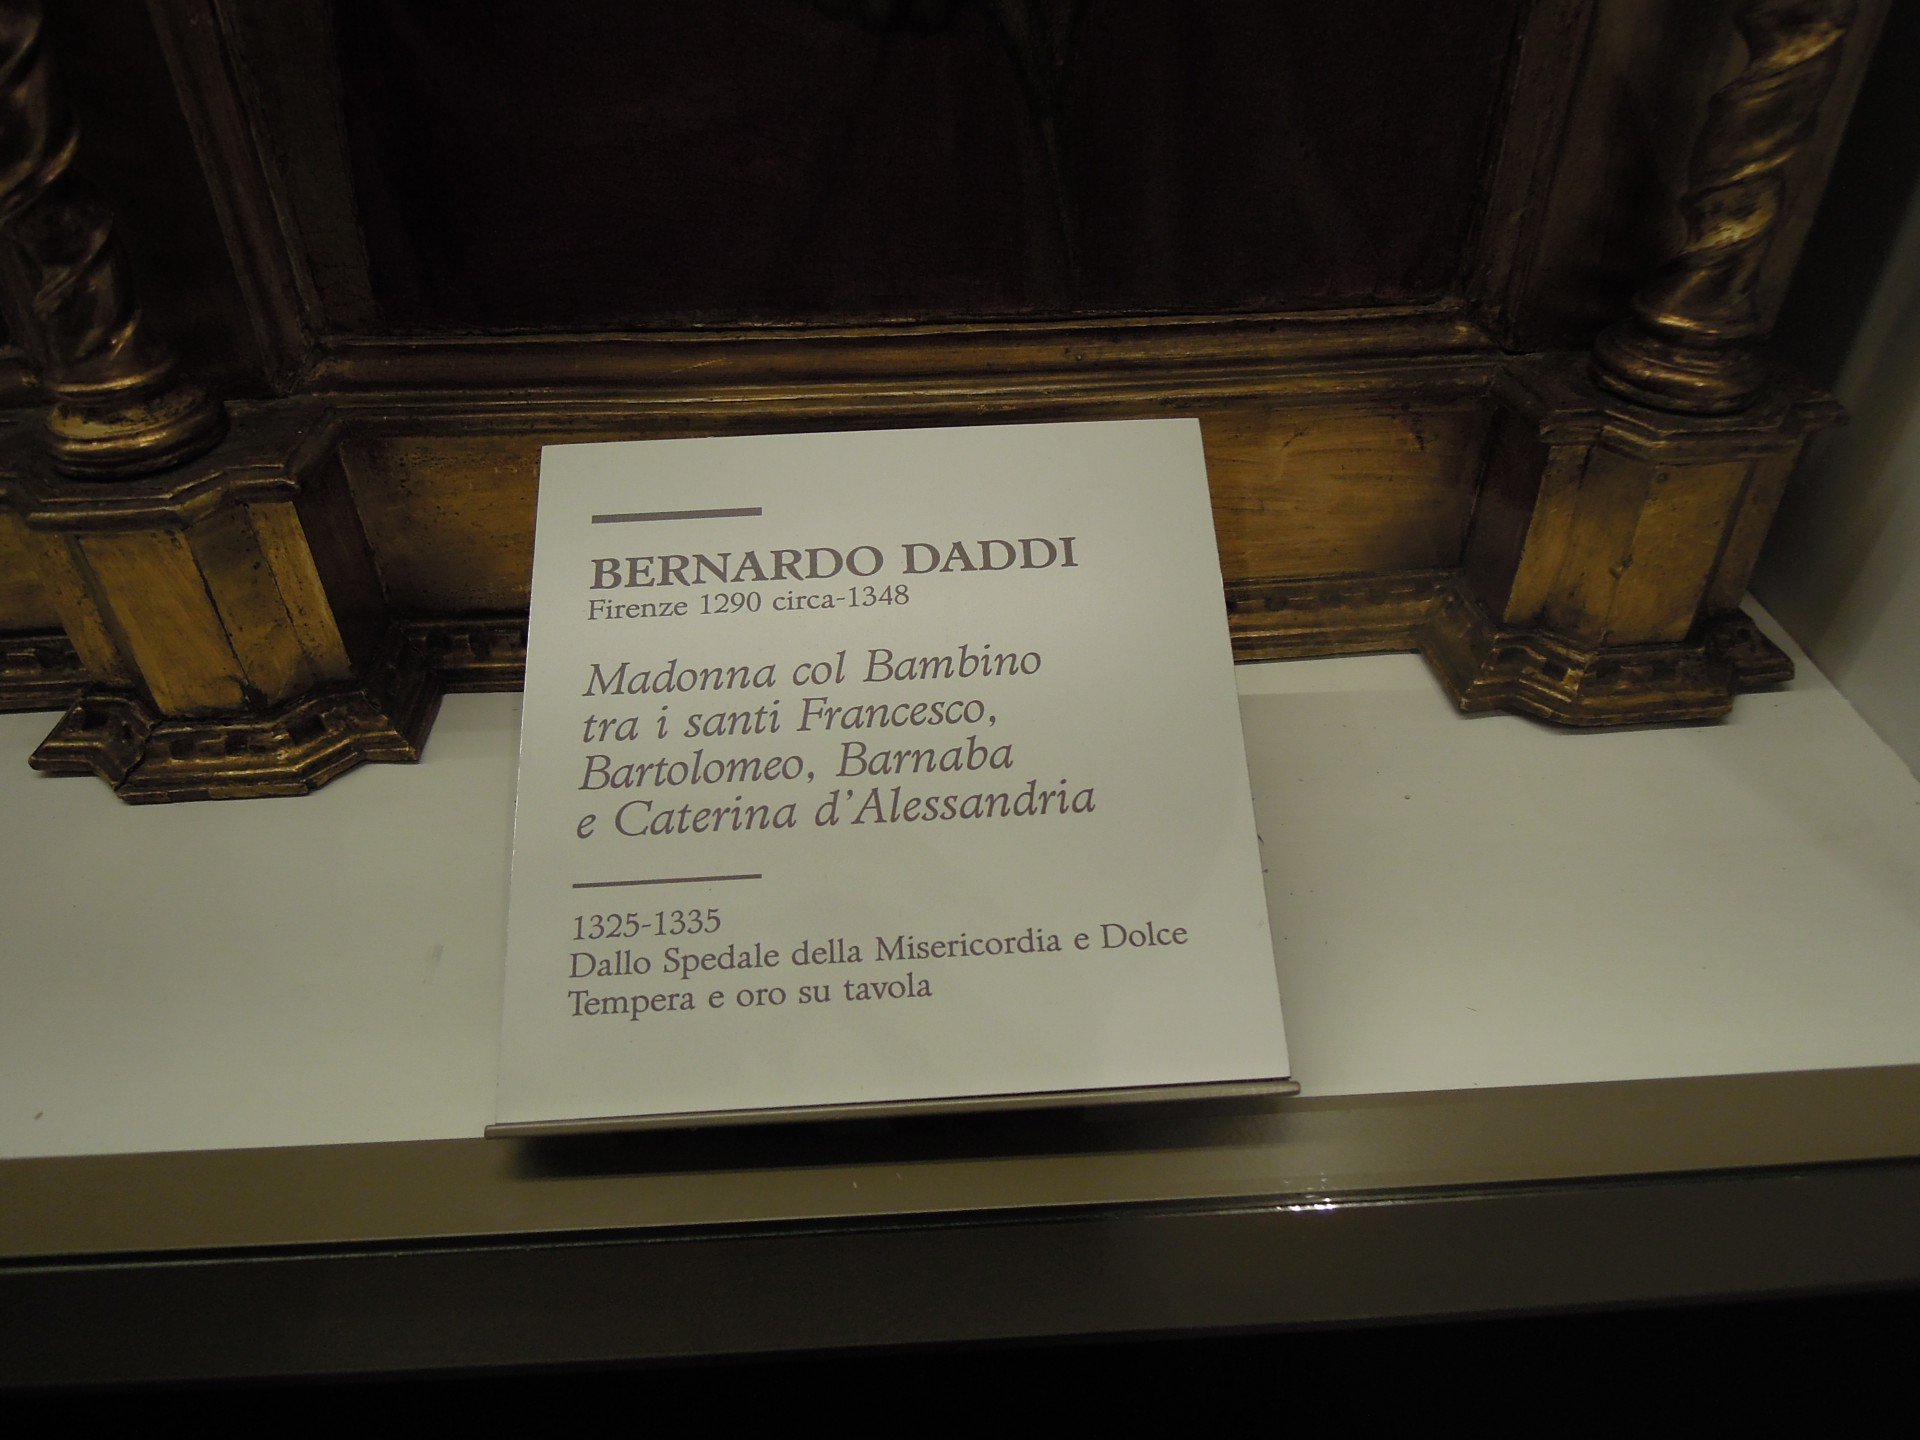 BERNARDO DADDI
Firenze 1290 circa-1348
Madonna col Bambino
tra i santi Francesco,
Bartolomeo, Barnaba
e Caterina d'Alessandria
1325-1335
Dallo Spedale della Misericordia e Dolce
Tempera e oro su tavola